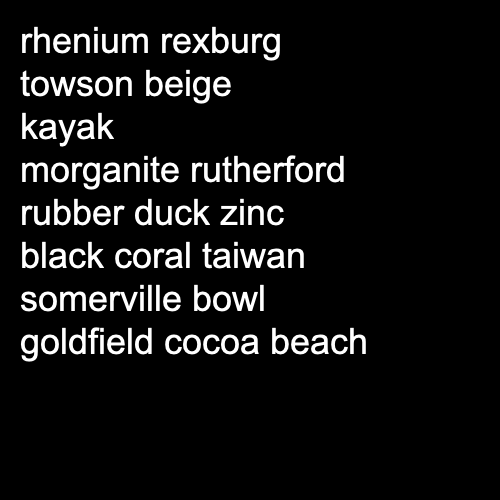 rhenium rexburg
towson beige
kayak
morganite rutherford
rubber duck zinc
black coral taiwan
somerville bowl
goldfield cocoa beach